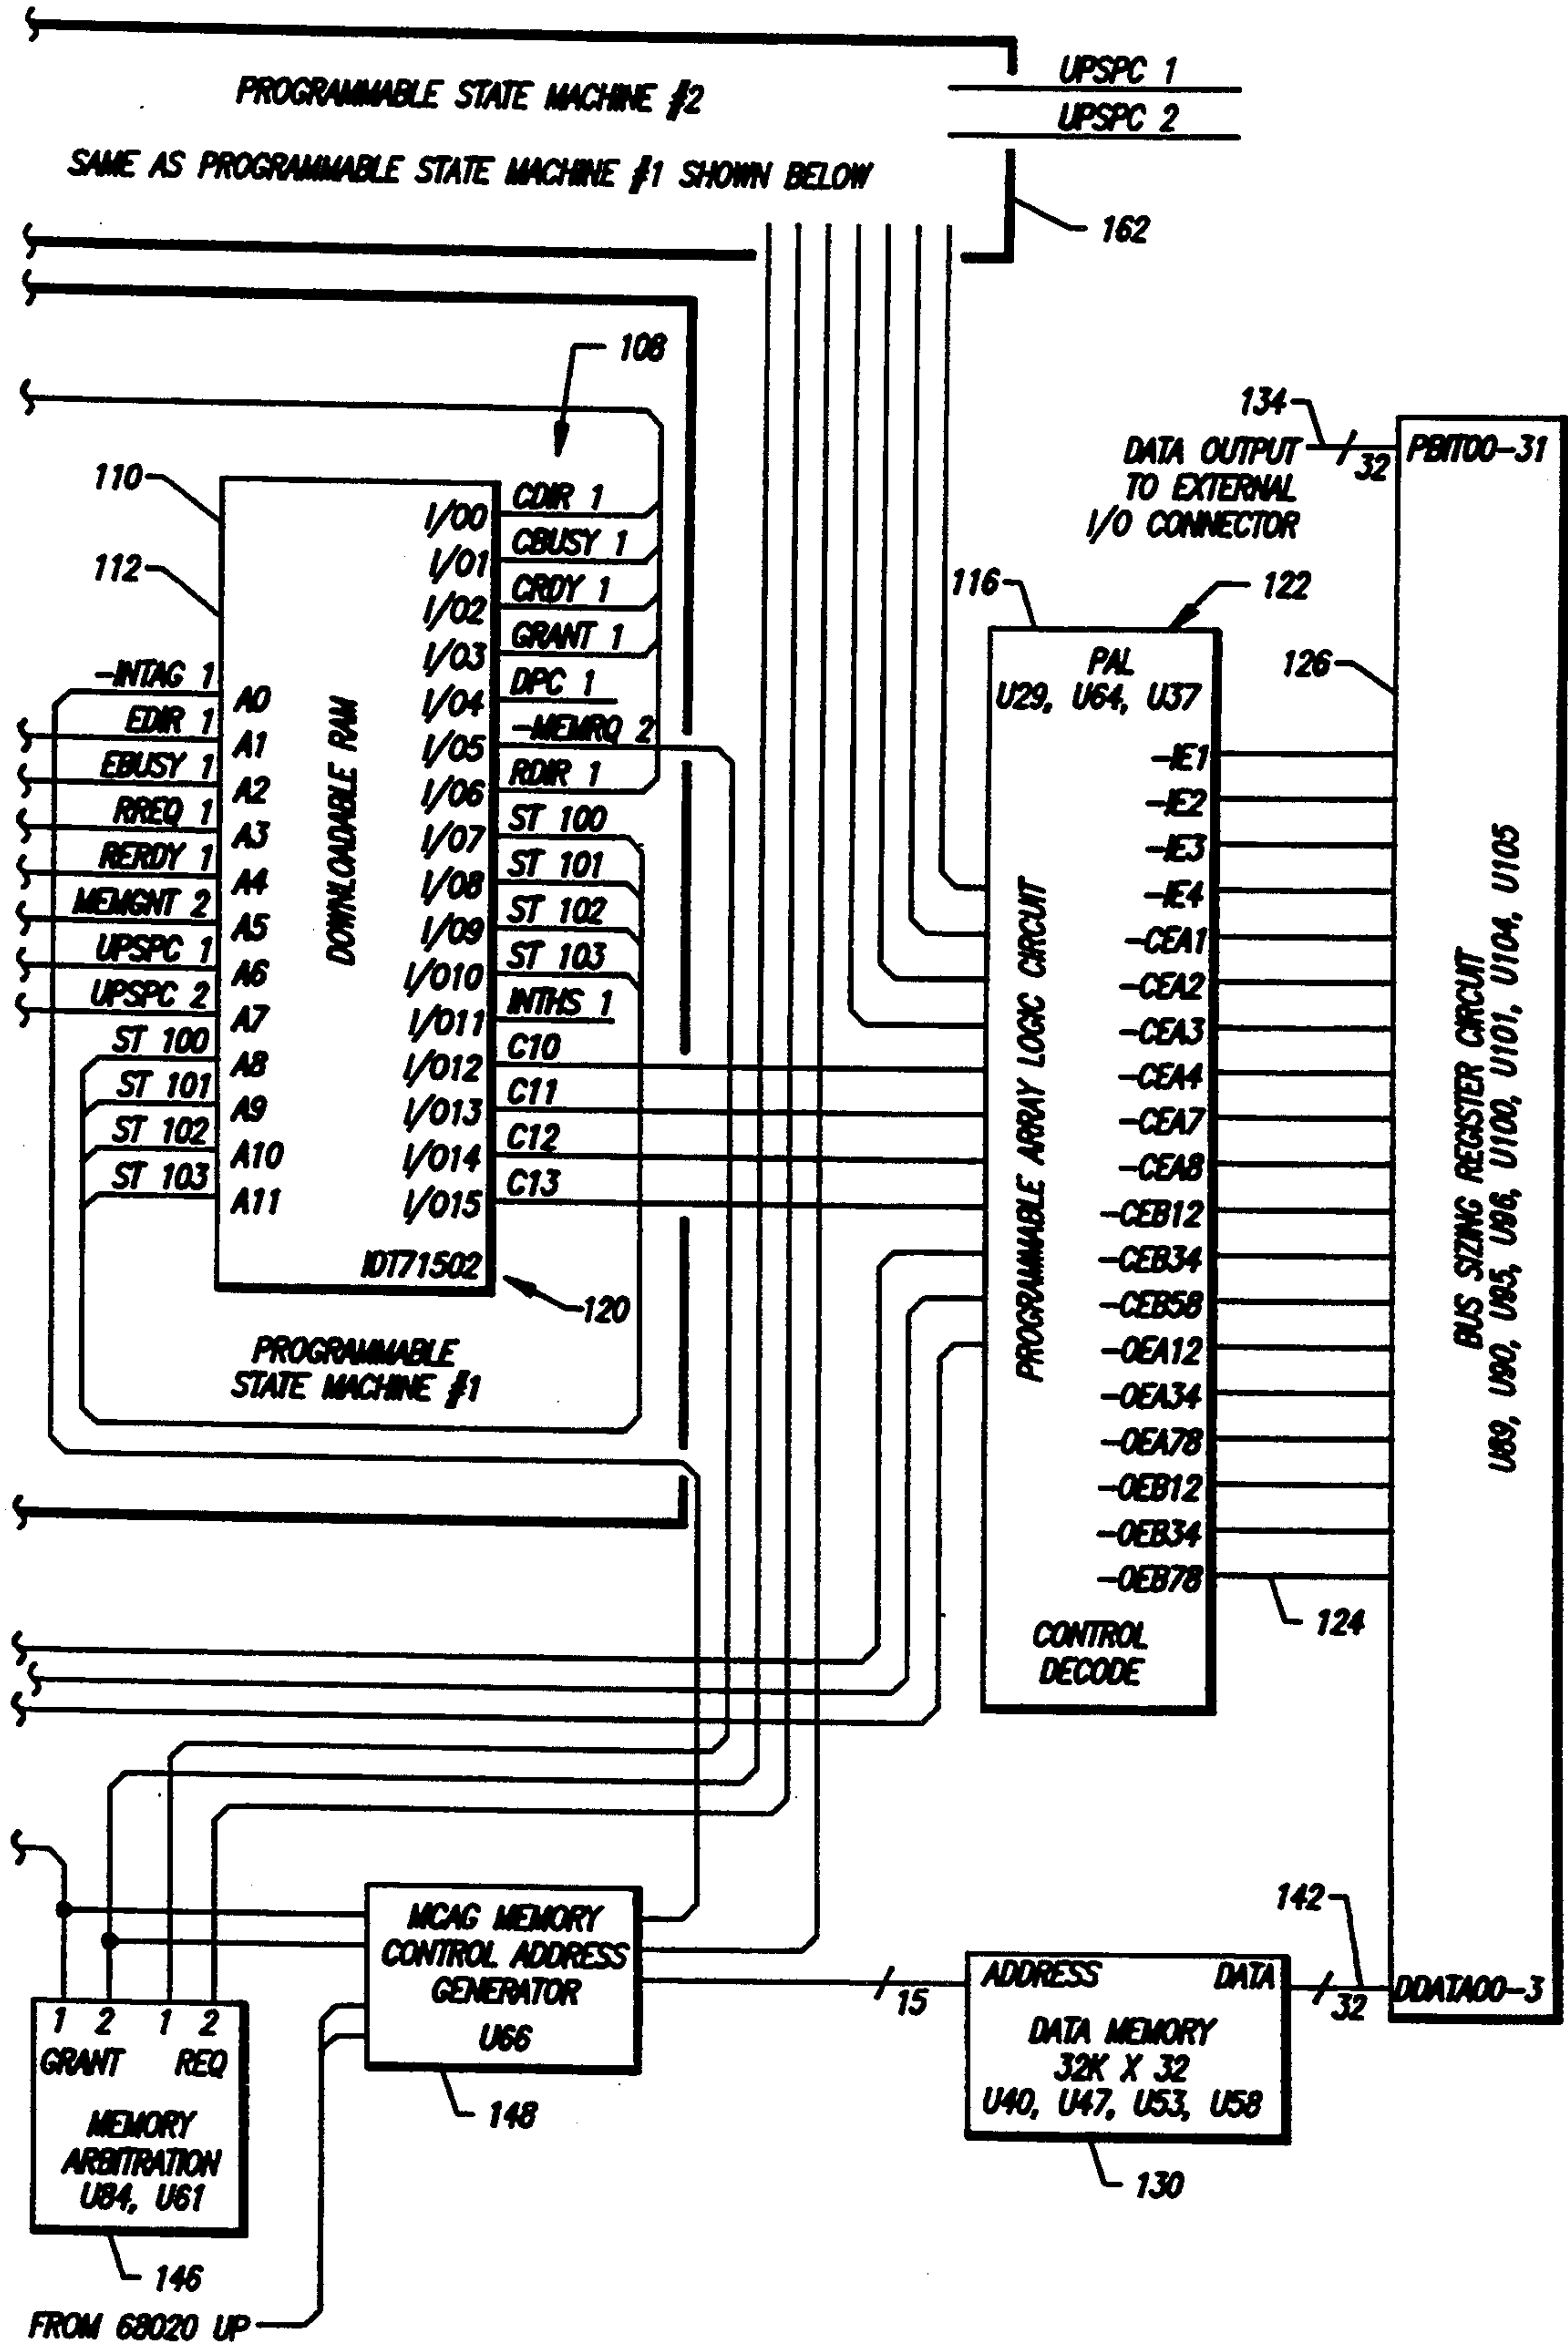 PROGRAMMABLE STATE MACHINE #2
SAME AS PROGRAMMABLE STATE MACHINE #1 SHOWN BELOW
UPSPC 1
UPSPC 2
162
108
134
DATA OUTPUT
TO EXTERNAL
I/O CONNECTOR
32
PBIT00-31
110
112
-INTAG 1
EDIR 1
EBUSY 1
RREQ 1
RERDY 1
MEMGNT 2
UPSPC 1
UPSPC 2
ST 100
ST 101
ST 102
ST 103
A0
A1
A2
A3
A4
A5
A6
A7
A8
A9
A10
A11
DOWNLOADABLE RAM
I/O0
I/O1
I/O2
I/O3
I/O4
I/O5
I/O6
I/O7
I/O8
I/O9
I/O10
I/O11
I/O12
I/O13
I/O14
I/O15
IDT71502
CDIR 1
CBUSY 1
CRDY 1
GRANT 1
DPC 1
-MEMRQ 2
RDIR 1
ST 100
ST 101
ST 102
ST 103
INTHS 1
C10
C11
C12
C13
120
PROGRAMMABLE
STATE MACHINE #1
116
122
PAL
U29, U64, U37
PROGRAMMABLE ARRAY LOGIC CIRCUIT
-IE1
-IE2
-IE3
-IE4
-CEA1
-CEA2
-CEA3
-CEA4
-CEA7
-CEA8
-CEB12
-CEB34
-CEB58
-OEA12
-OEA34
-OEA78
-OEB12
-OEB34
-OEB78
CONTROL
DECODE
124
126
BUS SIZING REGISTER CIRCUIT
U89, U90, U95, U96, U100, U101, U104, U105
1 2 1 2
GRANT REQ
MEMORY
ARBITRATION
U84, U61
146
FROM 68020 UP
MCAG MEMORY
CONTROL ADDRESS
GENERATOR
U66
148
15
ADDRESS DATA
DATA MEMORY
32K X 32
U40, U47, U53, U58
130
142
32
DDATA00-3